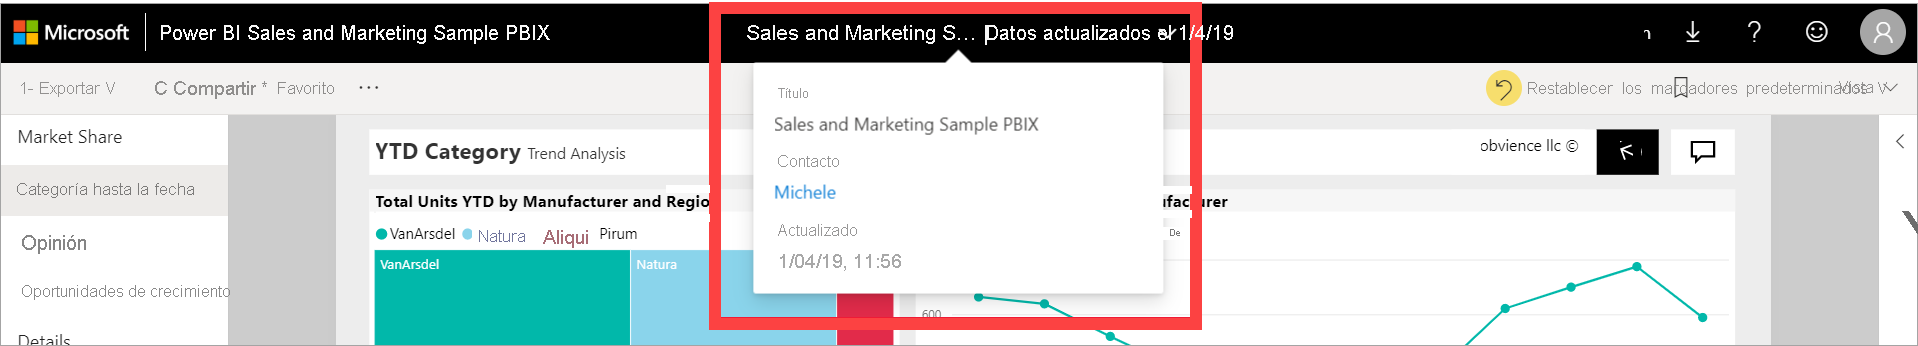 Microsoft Power BI Sales and Marketing Sample PBIX Sales and Marketing S... | Datos actualizados el 1/4/19 ?
1- Exportar V C Compartir * Favorito ··· Restablecer los marcadores predeterminados V Vista
Market Share
Categoría hasta la fecha
Opinión
Oportunidades de crecimiento
Details
YTD Category Trend Analysis
obvience llc ©
Total Units YTD by Manufacturer and Regio
ufacturer
VanArsdel Natura Aliqui Pirum
De
VanArsdel Natura
600
Título
Sales and Marketing Sample PBIX
Contacto
Michele
Actualizado
1/04/19, 11:56